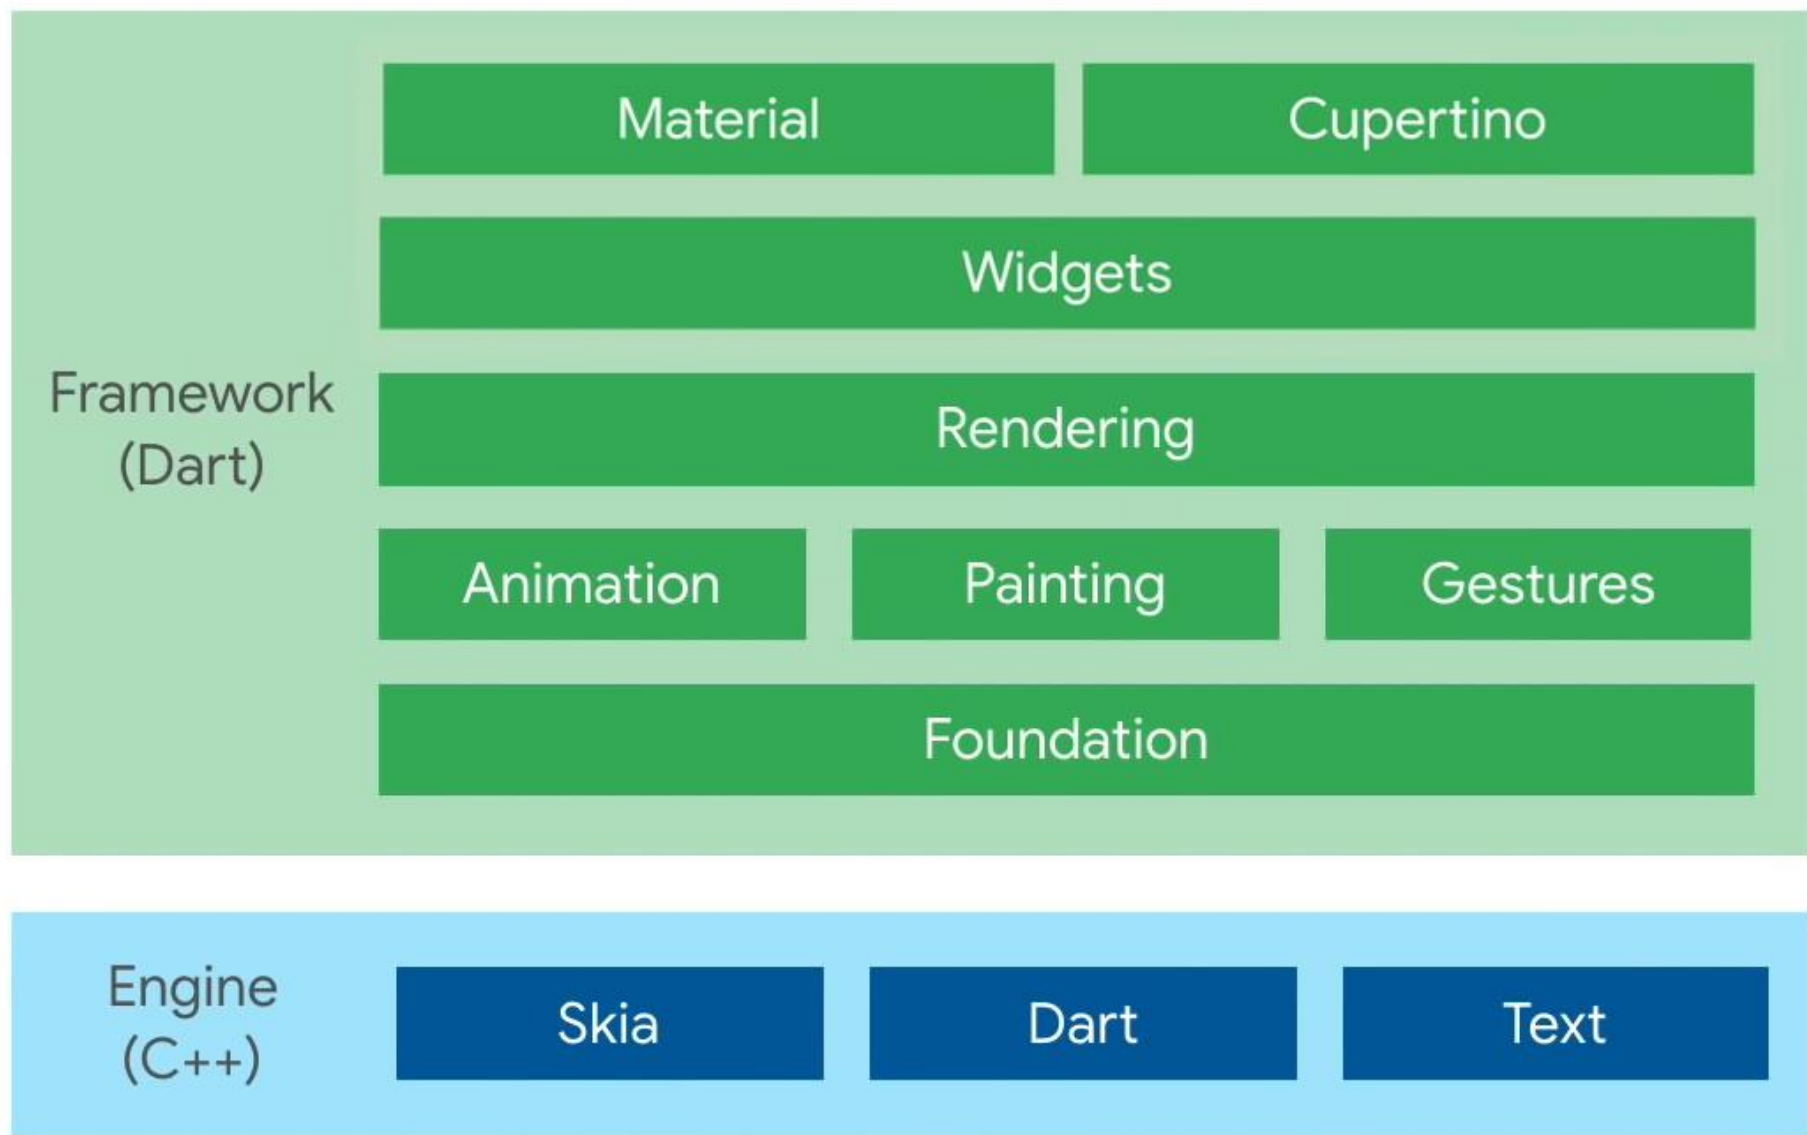 Material
Cupertino
Widgets
Framework
(Dart)
Rendering
Animation
Painting
Gestures
Foundation
Engine
(C++)
Skia
Dart
Text